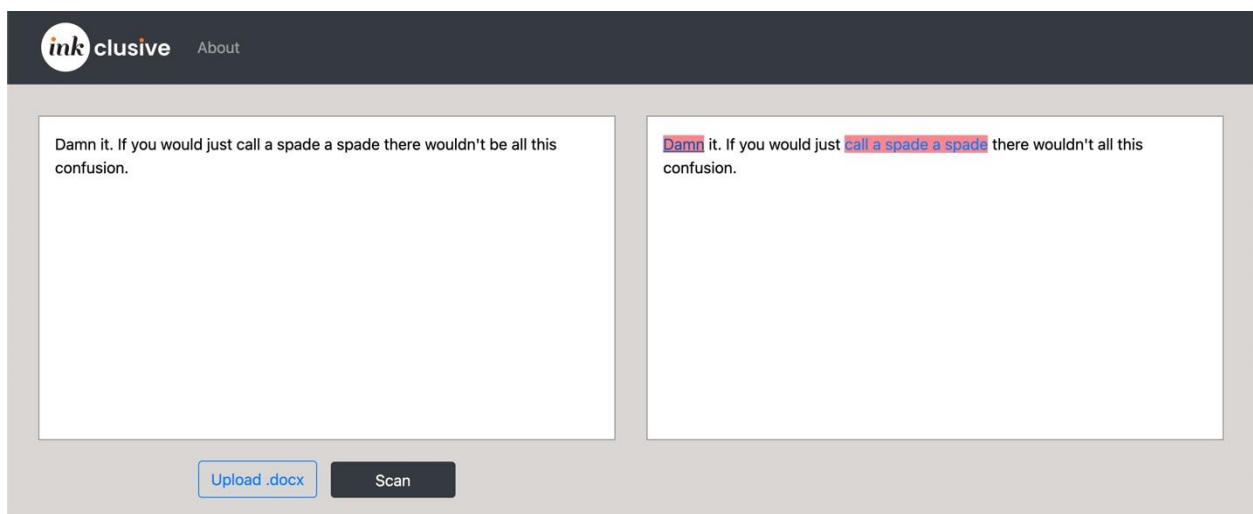 ink clusive About
Damn it. If you would just call a spade a spade there wouldn't be all this
confusion.
Damn it. If you would just call a spade a spade there wouldn't all this
confusion.
Upload .docx Scan